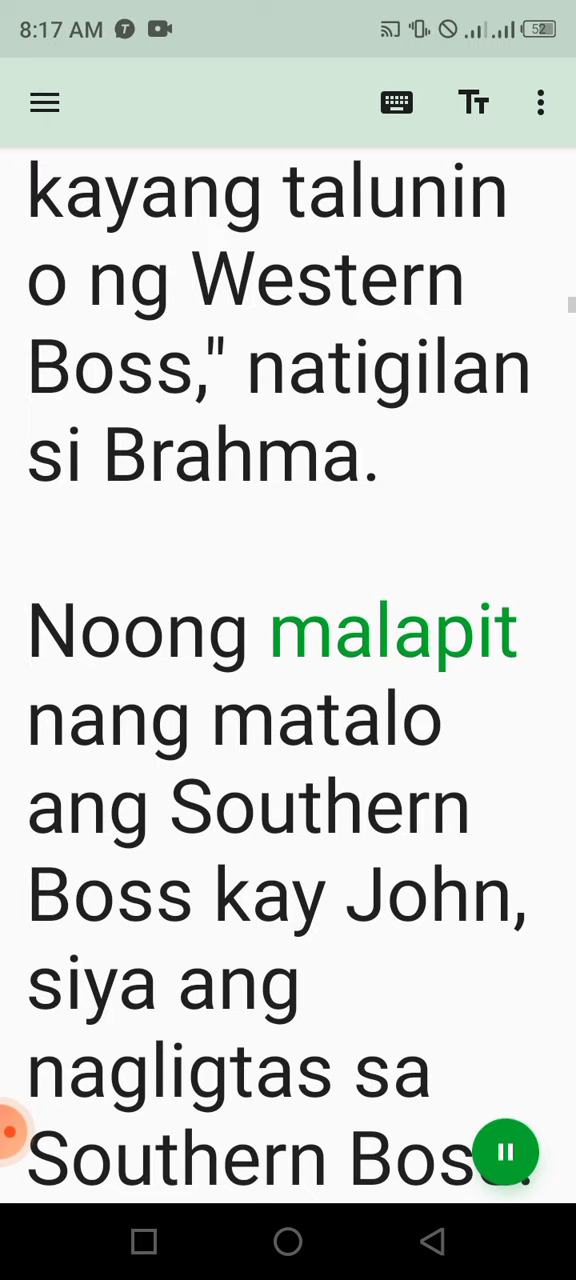 8:17 AM
52
kayang talunin
o ng Western
Boss," natigilan
si Brahma.
Noong malapit
nang matalo
ang Southern
Boss kay John,
siya ang
nagligtas sa
Southern Boss.